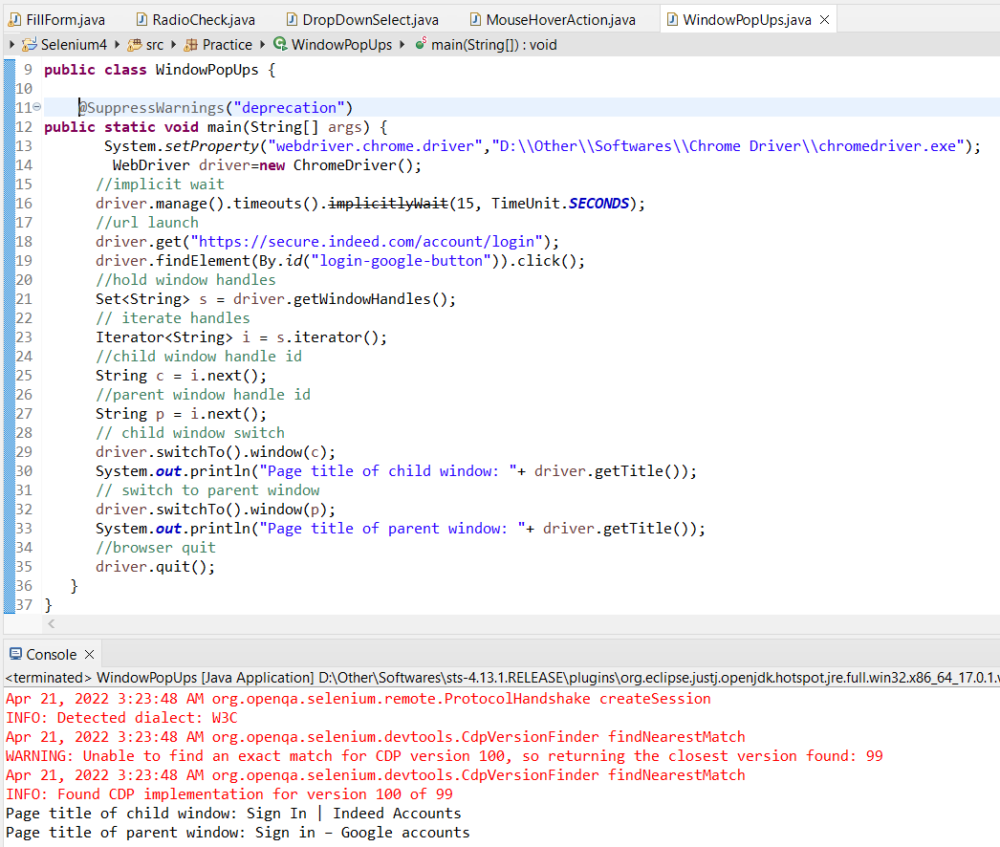 FillForm.java RadioCheck.java DropDownSelect.java MouseHoverAction.java WindowPopUps.java
Selenium4 src Practice WindowPopUps main(String[]) : void
9 public class WindowPopUps {
10
11 @SuppressWarnings("deprecation")
12 public static void main(String[] args) {
13 System.setProperty("webdriver.chrome.driver","D:\\Other\\Softwares\\Chrome Driver\\chromedriver.exe");
14 WebDriver driver=new ChromeDriver();
15 //implicit wait
16 driver.manage().timeouts().implicitlyWait(15, TimeUnit.SECONDS);
17 //url launch
18 driver.get("https://secure.indeed.com/account/login");
19 driver.findElement(By.id("login-google-button")).click();
20 //hold window handles
21 Set<String> s = driver.getWindowHandles();
22 // iterate handles
23 Iterator<String> i = s.iterator();
24 //child window handle id
25 String c = i.next();
26 //parent window handle id
27 String p = i.next();
28 // child window switch
29 driver.switchTo().window(c);
30 System.out.println("Page title of child window: "+ driver.getTitle());
31 // switch to parent window
32 driver.switchTo().window(p);
33 System.out.println("Page title of parent window: "+ driver.getTitle());
34 //browser quit
35 driver.quit();
36 }
37 }
Console
<terminated> WindowPopUps [Java Application] D:\Other\Softwares\sts-4.13.1.RELEASE\plugins\org.eclipse.justj.openjdk.hotspot.jre.full.win32.x86_64_17.0.1.v
Apr 21, 2022 3:23:48 AM org.openqa.selenium.remote.ProtocolHandshake createSession
INFO: Detected dialect: W3C
Apr 21, 2022 3:23:48 AM org.openqa.selenium.devtools.CdpVersionFinder findNearestMatch
WARNING: Unable to find an exact match for CDP version 100, so returning the closest version found: 99
Apr 21, 2022 3:23:48 AM org.openqa.selenium.devtools.CdpVersionFinder findNearestMatch
INFO: Found CDP implementation for version 100 of 99
Page title of child window: Sign In | Indeed Accounts
Page title of parent window: Sign in – Google accounts